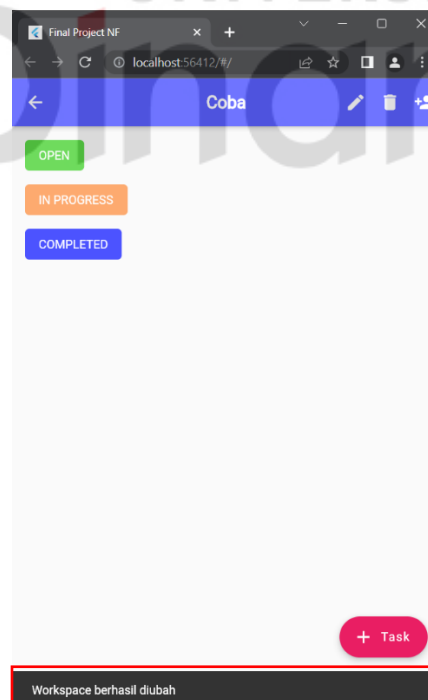 Final Project NF
localhost:56412/#/
Coba
OPEN
IN PROGRESS
COMPLETED
+ Task
Workspace berhasil diubah